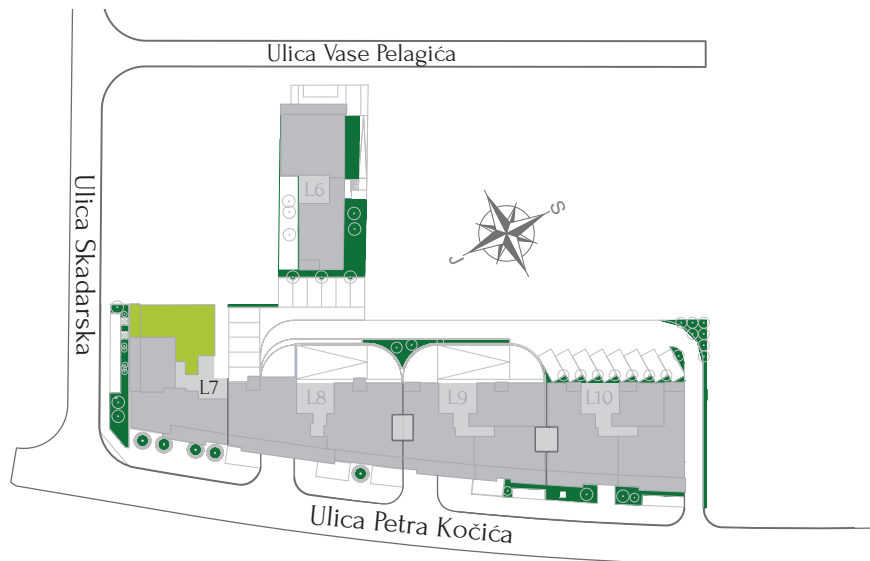 Ulica Vase Pelagića
L6
S
J
Ulica Skadarska
L7
L8
L9
L10
Ulica Petra Kočića